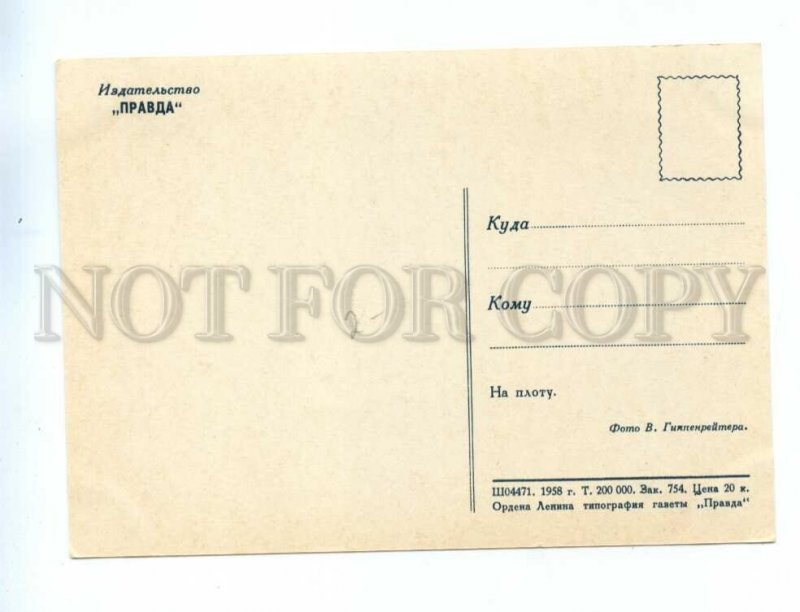 Издательство
„ПРАВДА“
Куда
NOT FOR COPY
Кому
2-
На плоту.
Фото В. Гиппенрейтера.
Ш04471. 1958 г. Т. 200 000. Зак. 754. Цена 20 к.
Ордена Ленина типография газеты „Правда“